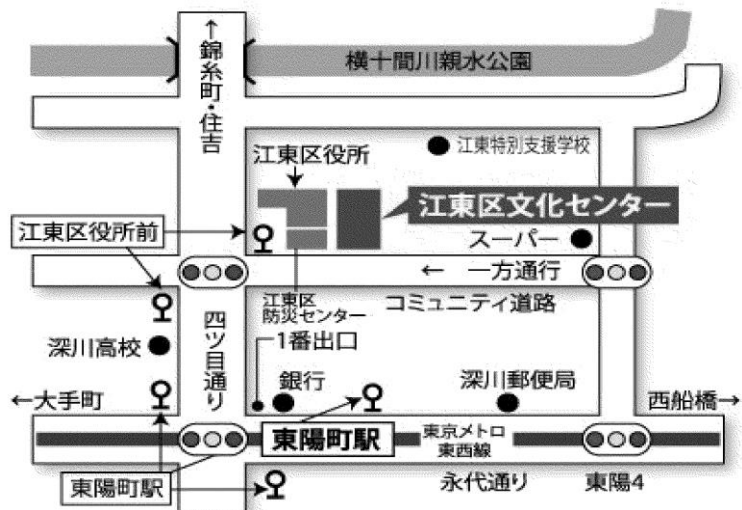 ↑錦糸町・住吉
横十間川親水公園
江東特別支援学校
江東区役所
江東区文化センター
スーパー
江東区役所前
← 一方通行
江東区
防災センター
コミュニティ道路
四ツ目通り
1番出口
深川高校
銀行
深川郵便局
←大手町
西船橋→
東陽町駅
東京メトロ
東西線
東陽町駅
永代通り
東陽4